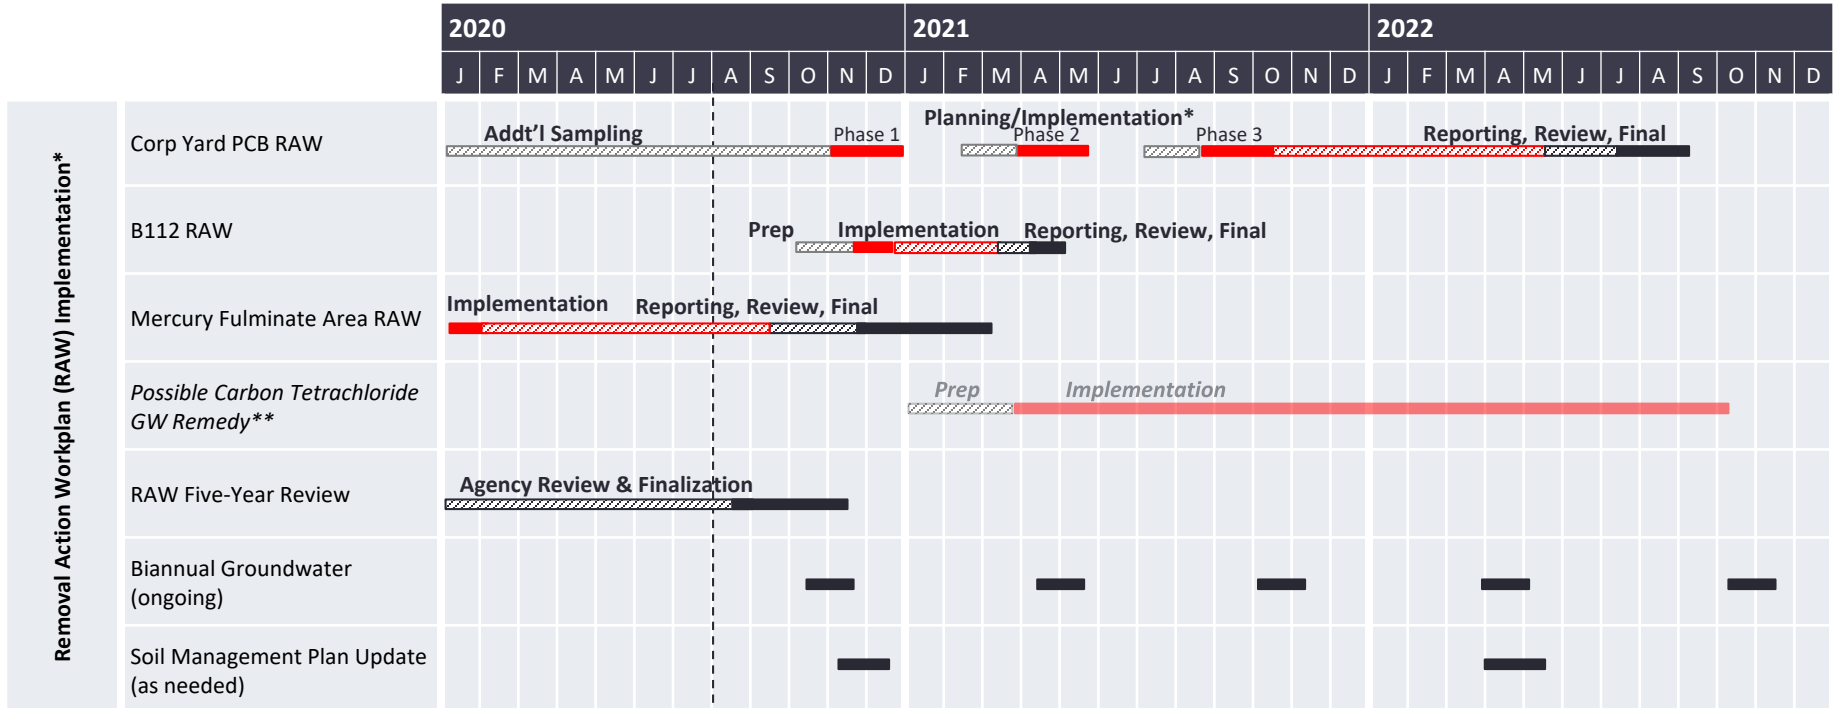 2020 2021 2022
J F M A M J J A S O N D J F M A M J J A S O N D J F M A M J J A S O N D
Removal Action Workplan (RAW) Implementation*
Corp Yard PCB RAW
Addt'l Sampling
Phase 1
Planning/Implementation*
Phase 2
Phase 3
Reporting, Review, Final
B112 RAW
Prep
Implementation
Reporting, Review, Final
Mercury Fulminate Area RAW
Implementation
Reporting, Review, Final
Possible Carbon Tetrachloride
GW Remedy**
Prep
Implementation
RAW Five-Year Review
Agency Review & Finalization
Biannual Groundwater
(ongoing)
Soil Management Plan Update
(as needed)